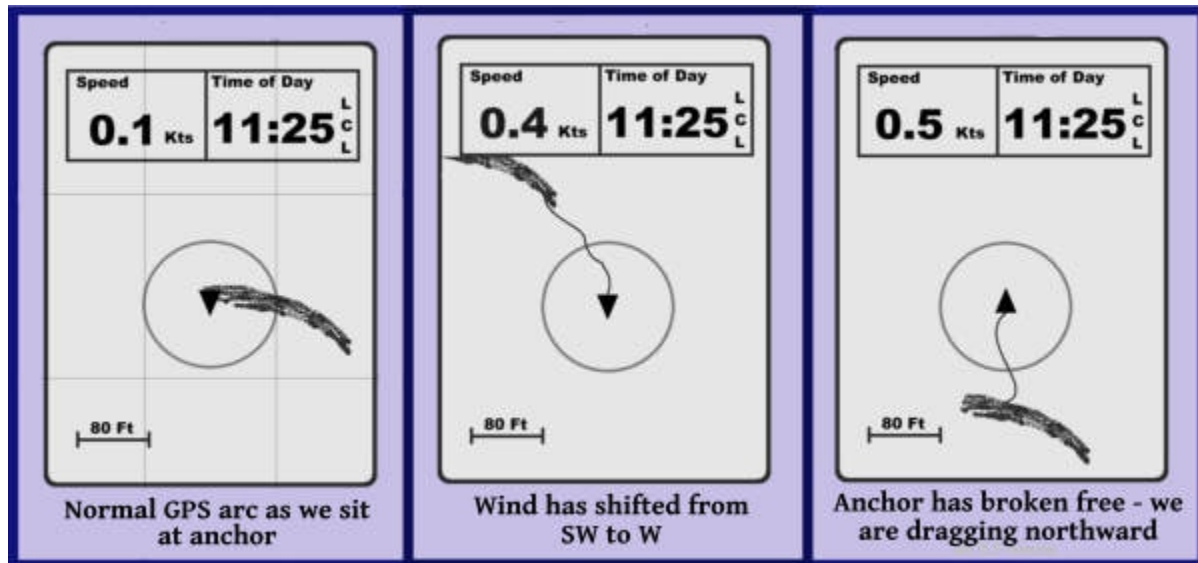 Speed
Time of Day
0.1 Kts
11:25
L
C
L
80 Ft
Normal GPS arc as we sit
at anchor
Speed
Time of Day
0.4 Kts
11:25
L
C
L
80 Ft
Wind has shifted from
SW to W
Speed
Time of Day
0.5 Kts
11:25
L
C
L
80 Ft
Anchor has broken free - we
are dragging northward